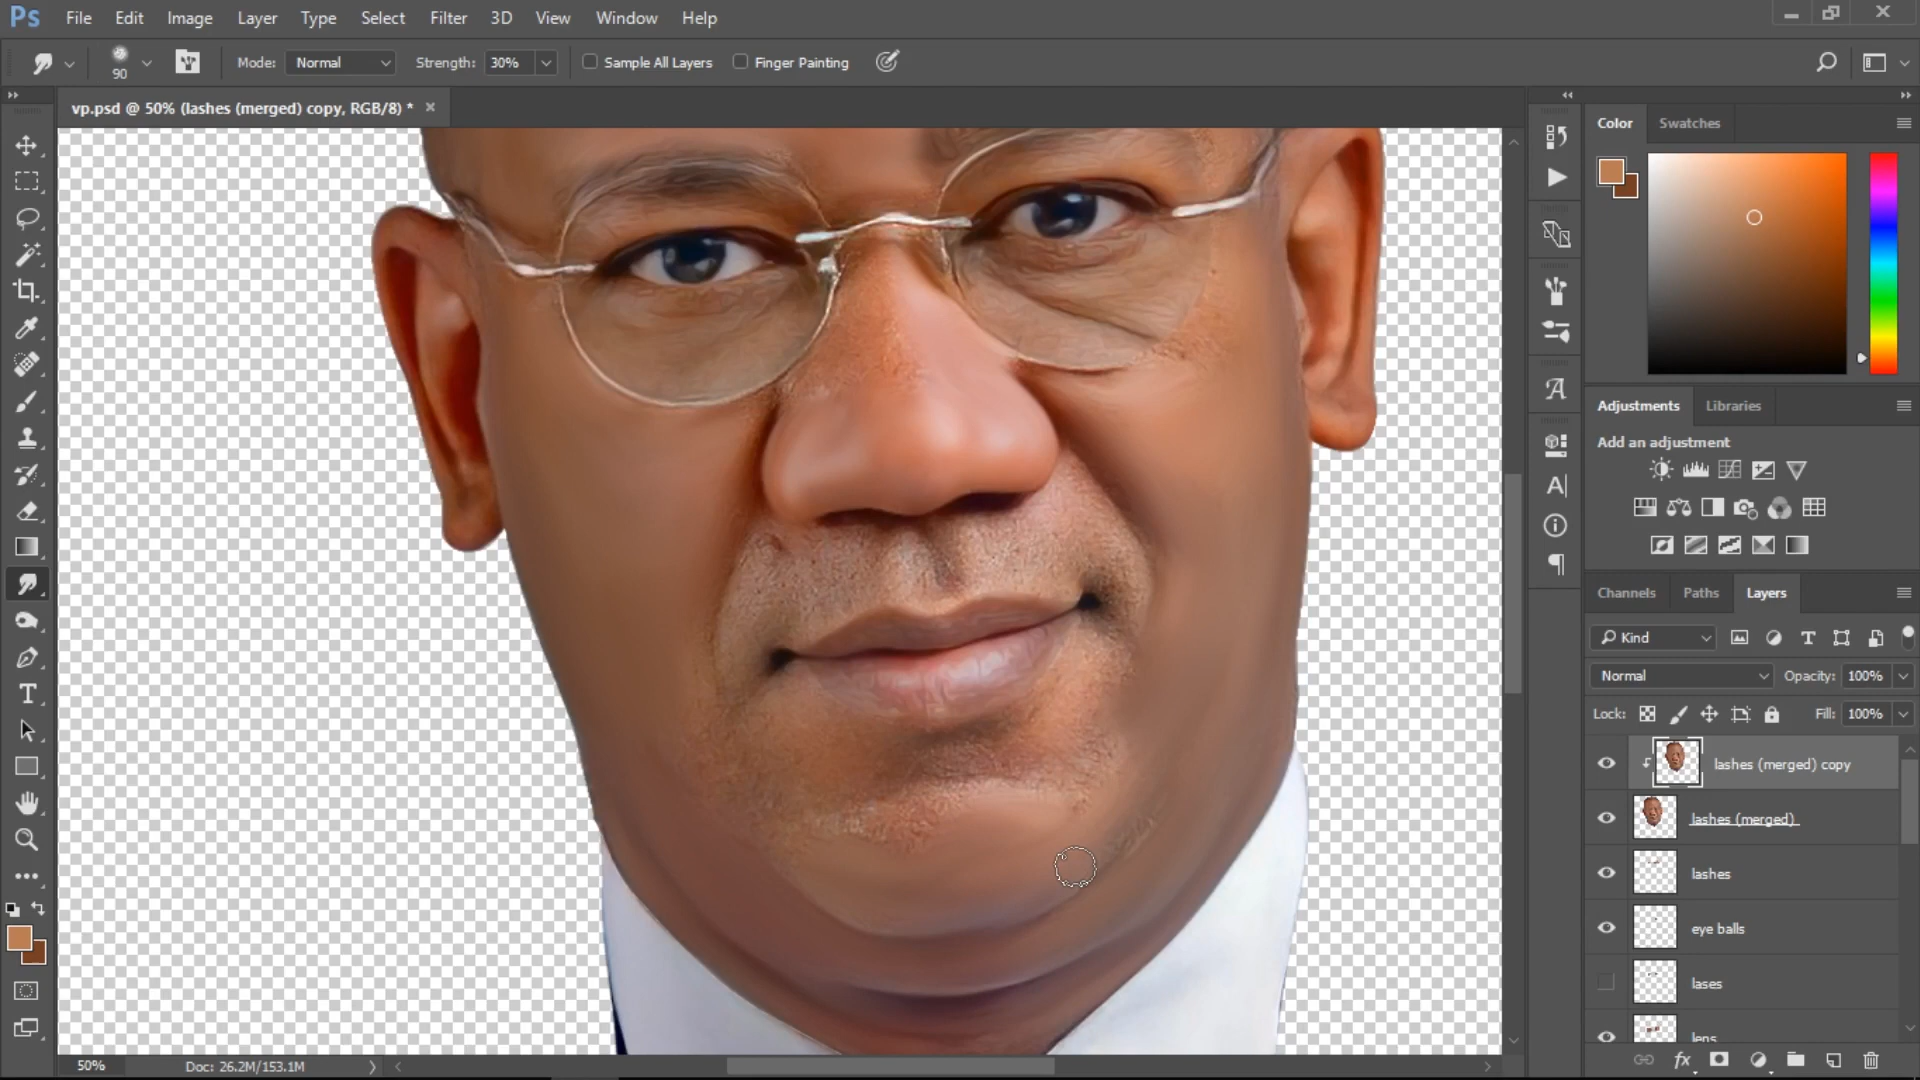 Ps File Edit Image Layer Type Select Filter 3D View Window Help
90 Mode: Normal Strength: 30% Sample All Layers Finger Painting
vp.psd @ 50% (lashes (merged) copy, RGB/8) *
Color Swatches
Adjustments Libraries
Add an adjustment
Channels Paths Layers
Kind
Normal Opacity: 100%
Lock: Fill: 100%
lashes (merged) copy
lashes (merged)
lashes
eye balls
lases
lens
50% Doc: 26.2M/153.1M